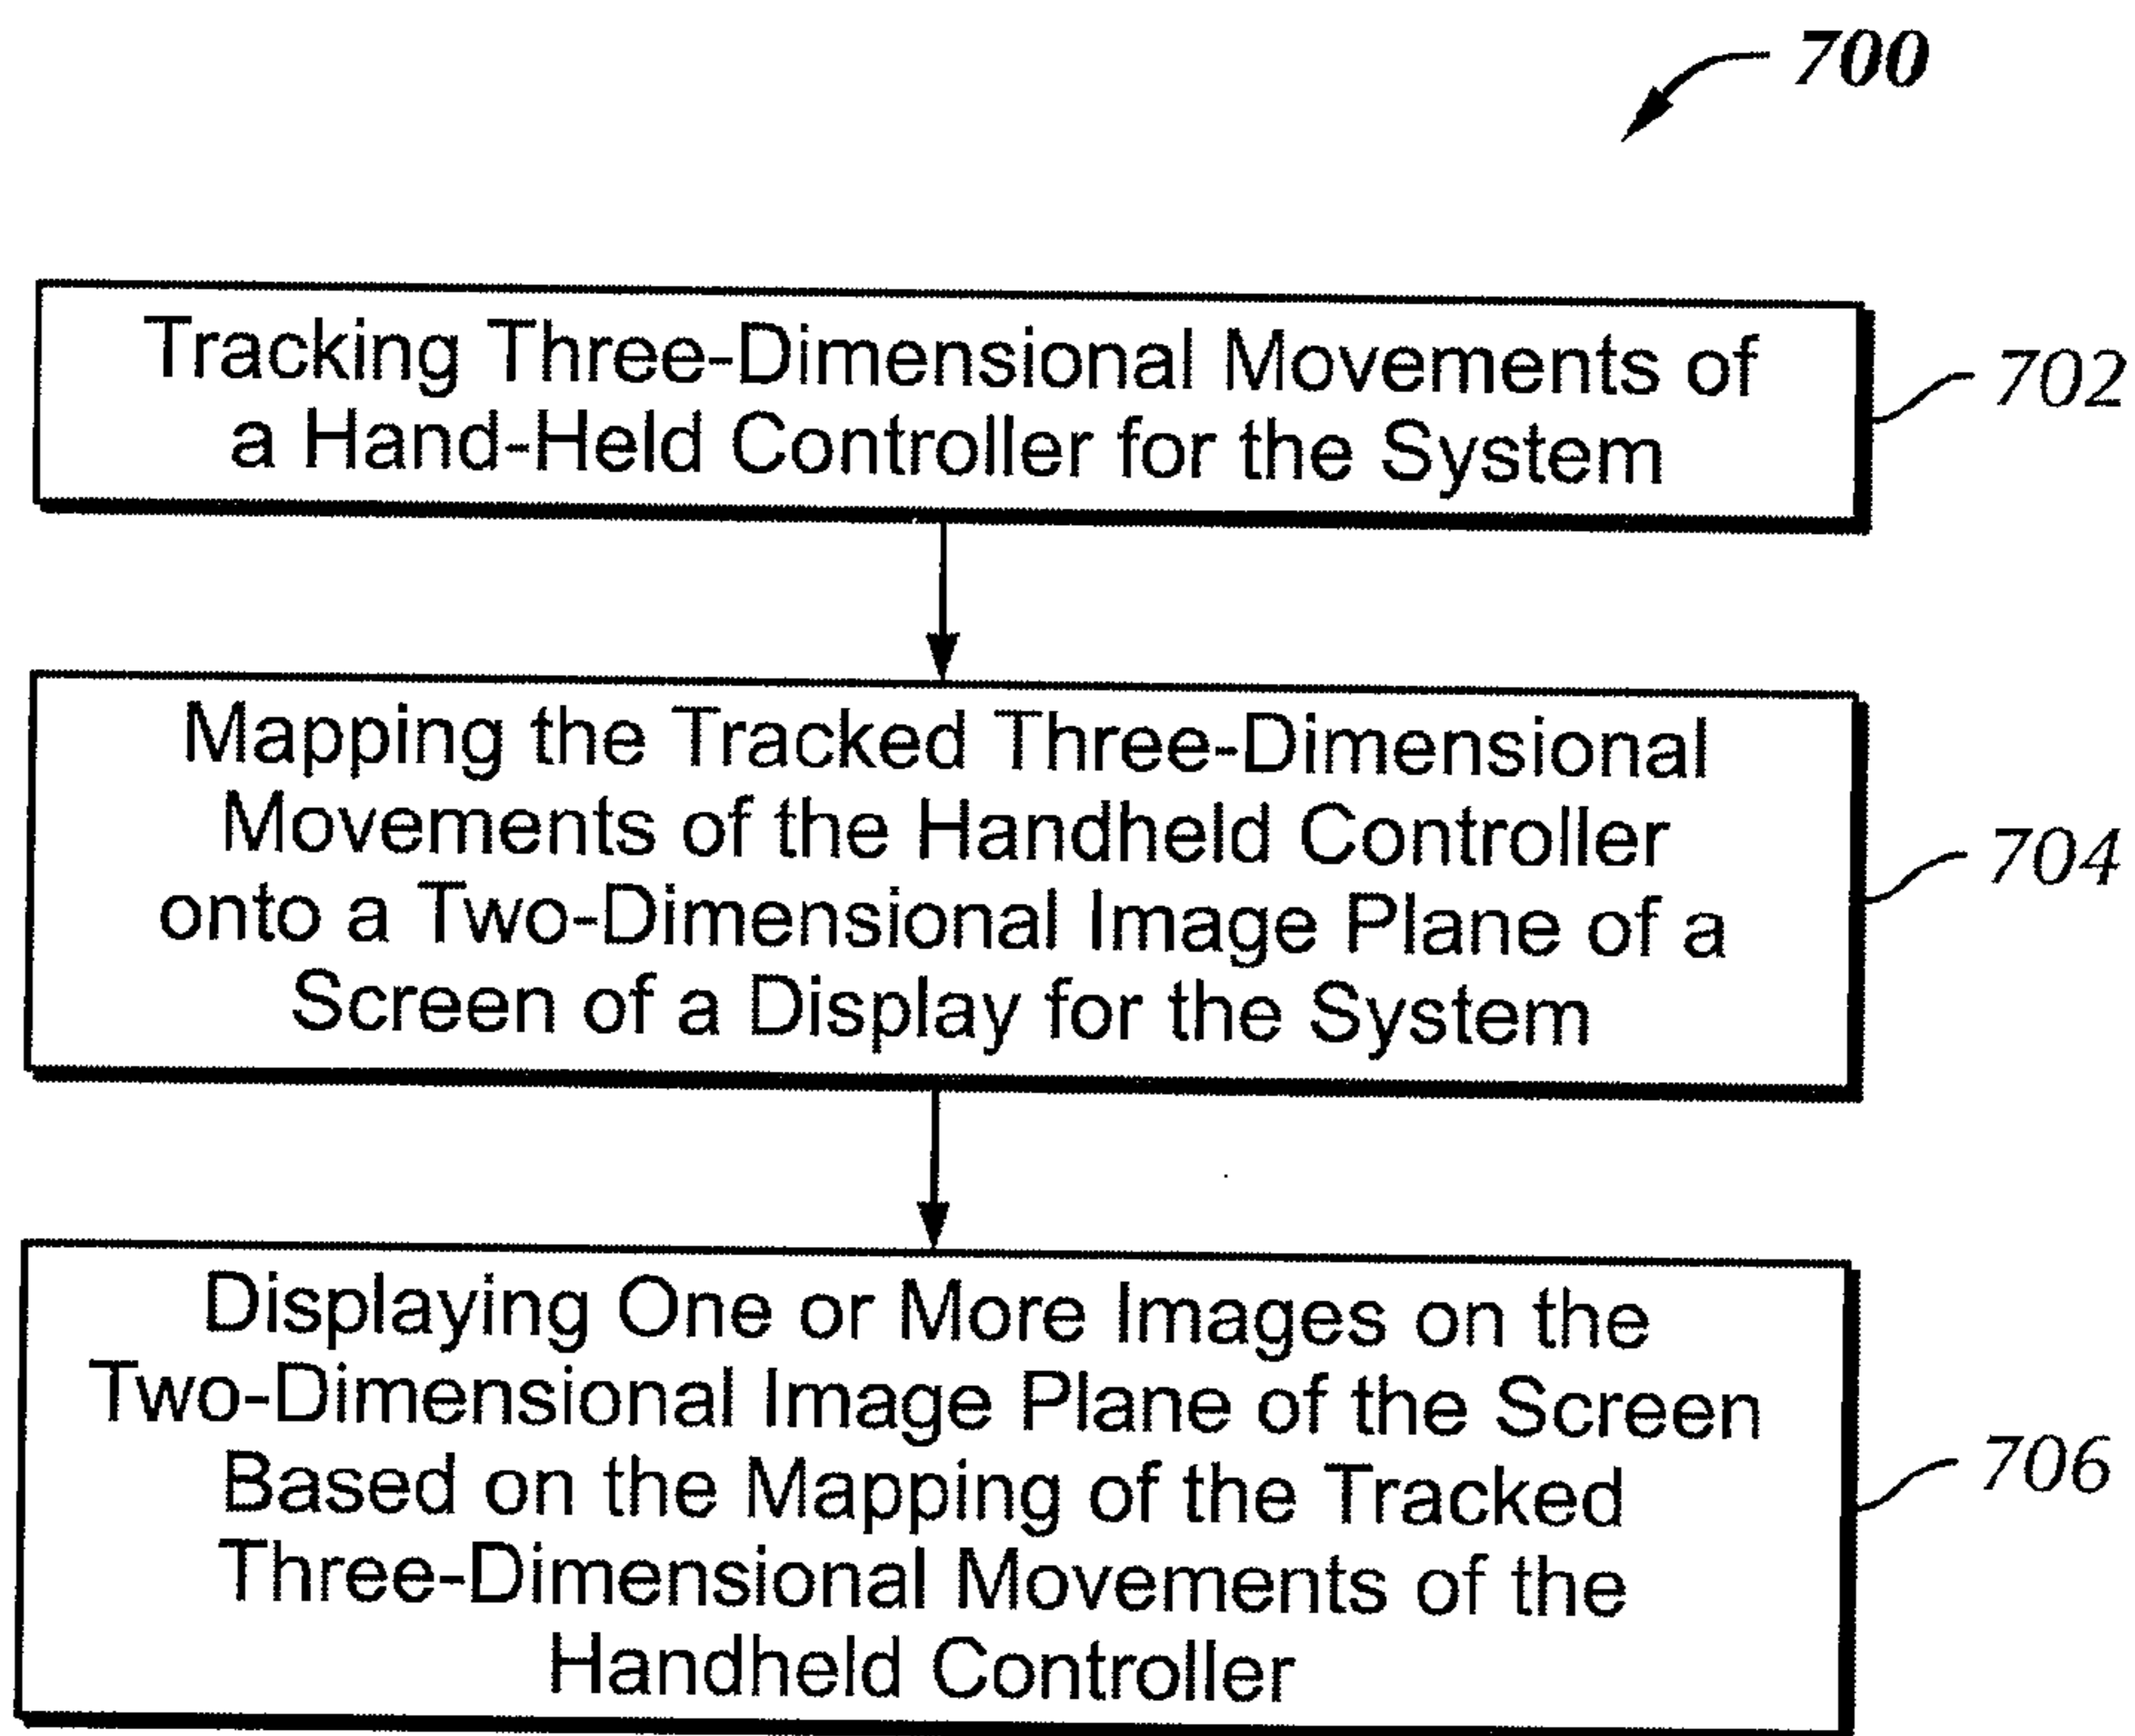 700
Tracking Three-Dimensional Movements of
a Hand-Held Controller for the System
702
Mapping the Tracked Three-Dimensional
Movements of the Handheld Controller
onto a Two-Dimensional Image Plane of a
Screen of a Display for the System
704
Displaying One or More Images on the
Two-Dimensional Image Plane of the Screen
Based on the Mapping of the Tracked
Three-Dimensional Movements of the
Handheld Controller
706